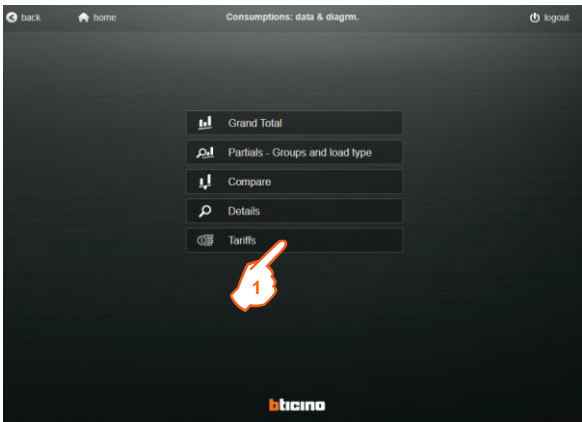 back home Consumptions: data & diagrm. logout
Grand Total
Partials - Groups and load type
Compare
Details
Tariffs
1
bticino